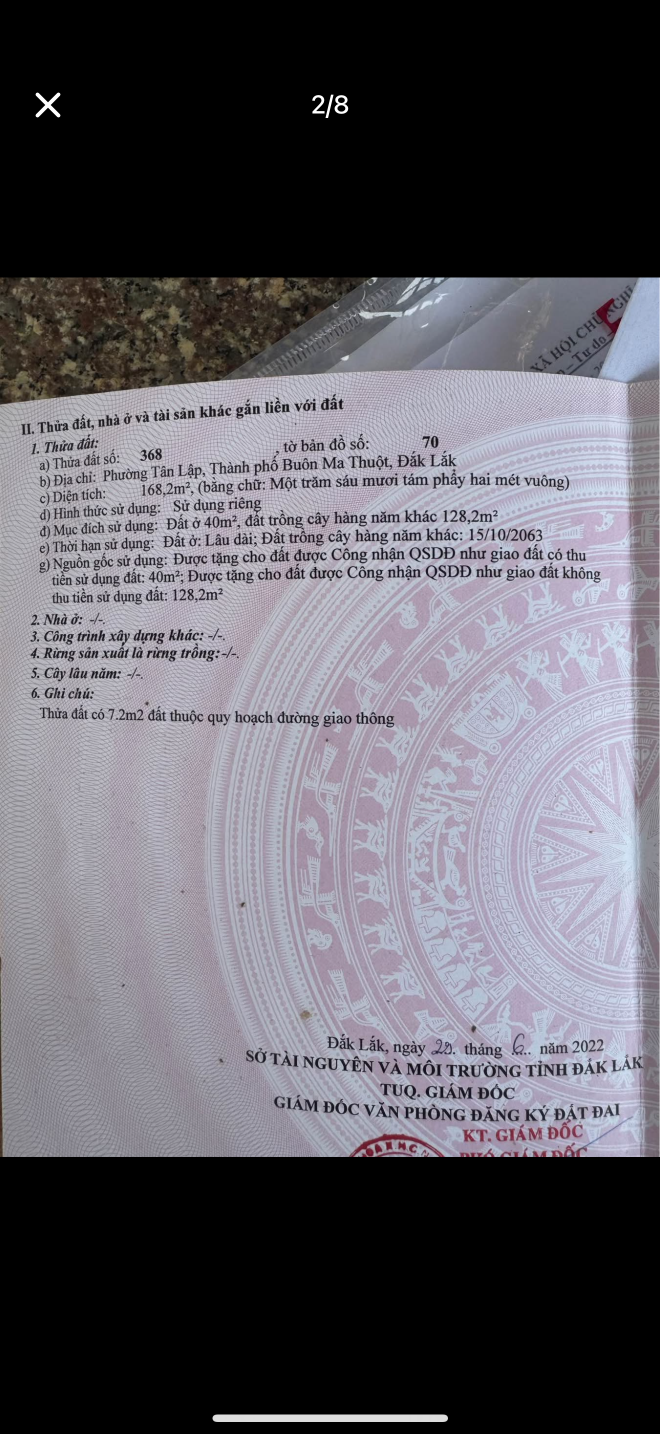 2/8
XÃ HỘI CHỦ NGHĨ
– Tự do
II. Thửa đất, nhà ở và tài sản khác gắn liền với đất
1. Thửa đất:
a) Thửa đất số: 368 , tờ bản đồ số: 70
b) Địa chỉ: Phường Tân Lập, Thành phố Buôn Ma Thuột, Đắk Lắk
c) Diện tích: 168,2m², (bằng chữ: Một trăm sáu mươi tám phẩy hai mét vuông)
d) Hình thức sử dụng: Sử dụng riêng
đ) Mục đích sử dụng: Đất ở 40m², đất trồng cây hàng năm khác 128,2m²
e) Thời hạn sử dụng: Đất ở: Lâu dài; Đất trồng cây hàng năm khác: 15/10/2063
g) Nguồn gốc sử dụng: Được tặng cho đất được Công nhận QSDĐ như giao đất có thu
tiền sử dụng đất: 40m²; Được tặng cho đất được Công nhận QSDĐ như giao đất không
thu tiền sử dụng đất: 128,2m²
2. Nhà ở: -/-.
3. Công trình xây dựng khác: -/-.
4. Rừng sản xuất là rừng trồng: -/-.
5. Cây lâu năm: -/-.
6. Ghi chú:
Thửa đất có 7.2m2 đất thuộc quy hoạch đường giao thông
Đắk Lắk, ngày tháng 6.. năm 2022
SỞ TÀI NGUYÊN VÀ MÔI TRƯỜNG TỈNH ĐẮK LẮK
TUQ. GIÁM ĐỐC
GIÁM ĐỐC VĂN PHÒNG ĐĂNG KÝ ĐẤT ĐAI
KT. GIÁM ĐỐC
PHÓ GIÁM ĐỐC